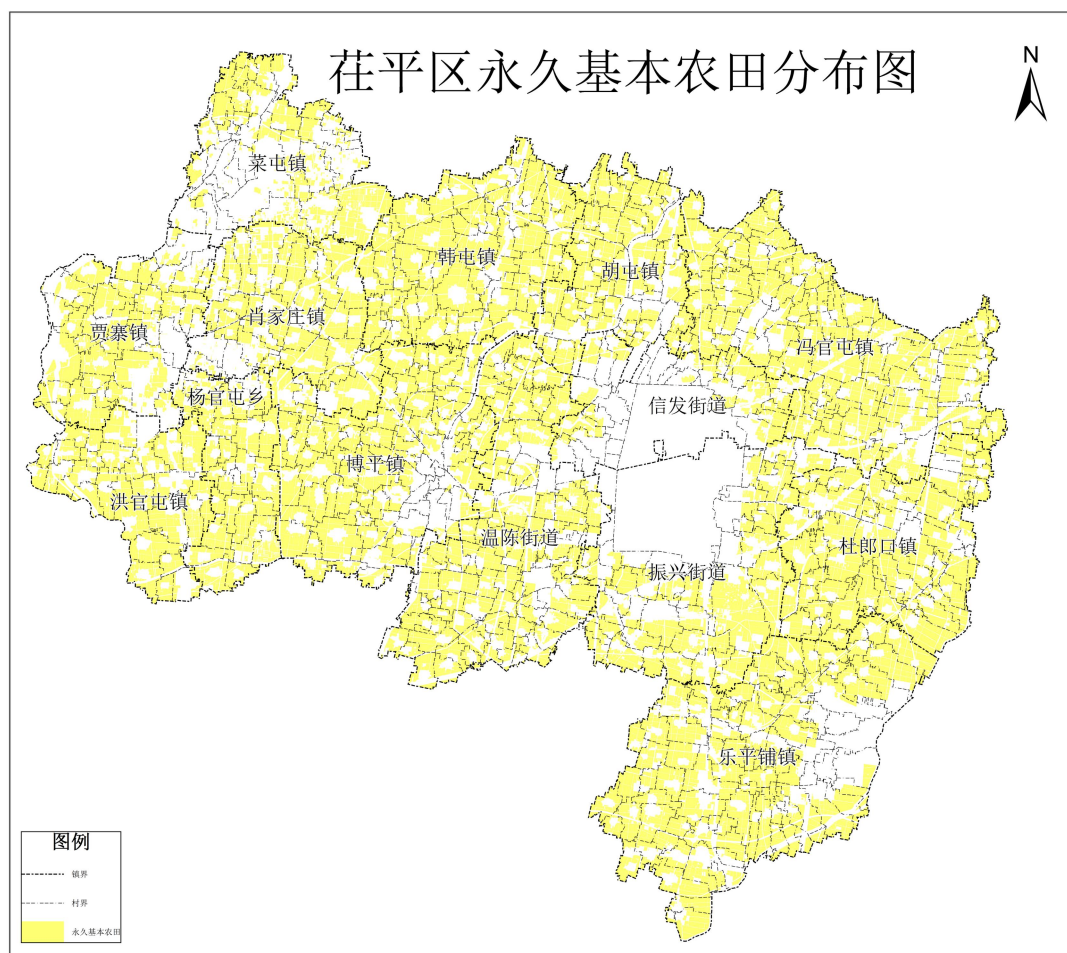 茌平区永久基本农田分布图
N
菜屯镇
韩屯镇
胡屯镇
肖家庄镇
贾寨镇
冯官屯镇
杨官屯乡
信发街道
博平镇
洪官屯镇
温陈街道
杜郎口镇
振兴街道
乐平铺镇
图例
镇界
村界
永久基本农田